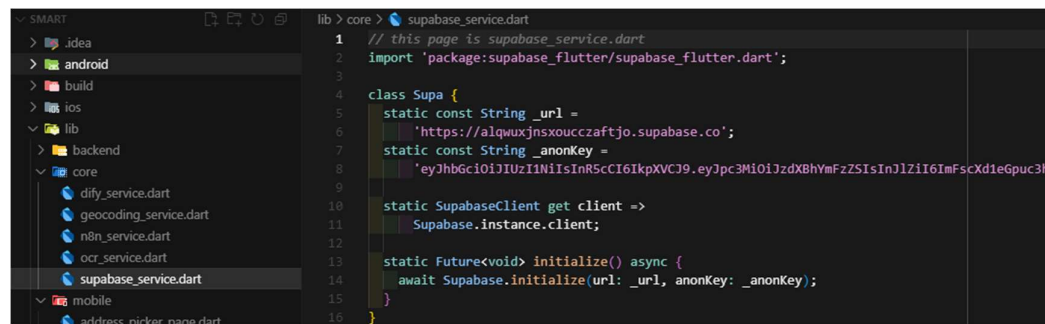 SMART
.idea
android
build
ios
lib
backend
core
dify_service.dart
geocoding_service.dart
n8n_service.dart
ocr_service.dart
supabase_service.dart
mobile
address_picker_page.dart
lib > core > supabase_service.dart
1 // this page is supabase_service.dart
2 import 'package:supabase_flutter/supabase_flutter.dart';
3
4 class Supa {
5 static const String _url =
6 'https://alqwuxjnsxoucczaftjo.supabase.co';
7 static const String _anonKey =
8 'eyJhbGciOiJIUzI1NiIsInR5cCI6IkpXVCJ9.eyJpc3MiOiJzdXBhYmFzZSIsInJlZiI6ImFscXd1eGpuc3h
9
10 static SupabaseClient get client =>
11 Supabase.instance.client;
12
13 static Future<void> initialize() async {
14 await Supabase.initialize(url: _url, anonKey: _anonKey);
15 }
16 }